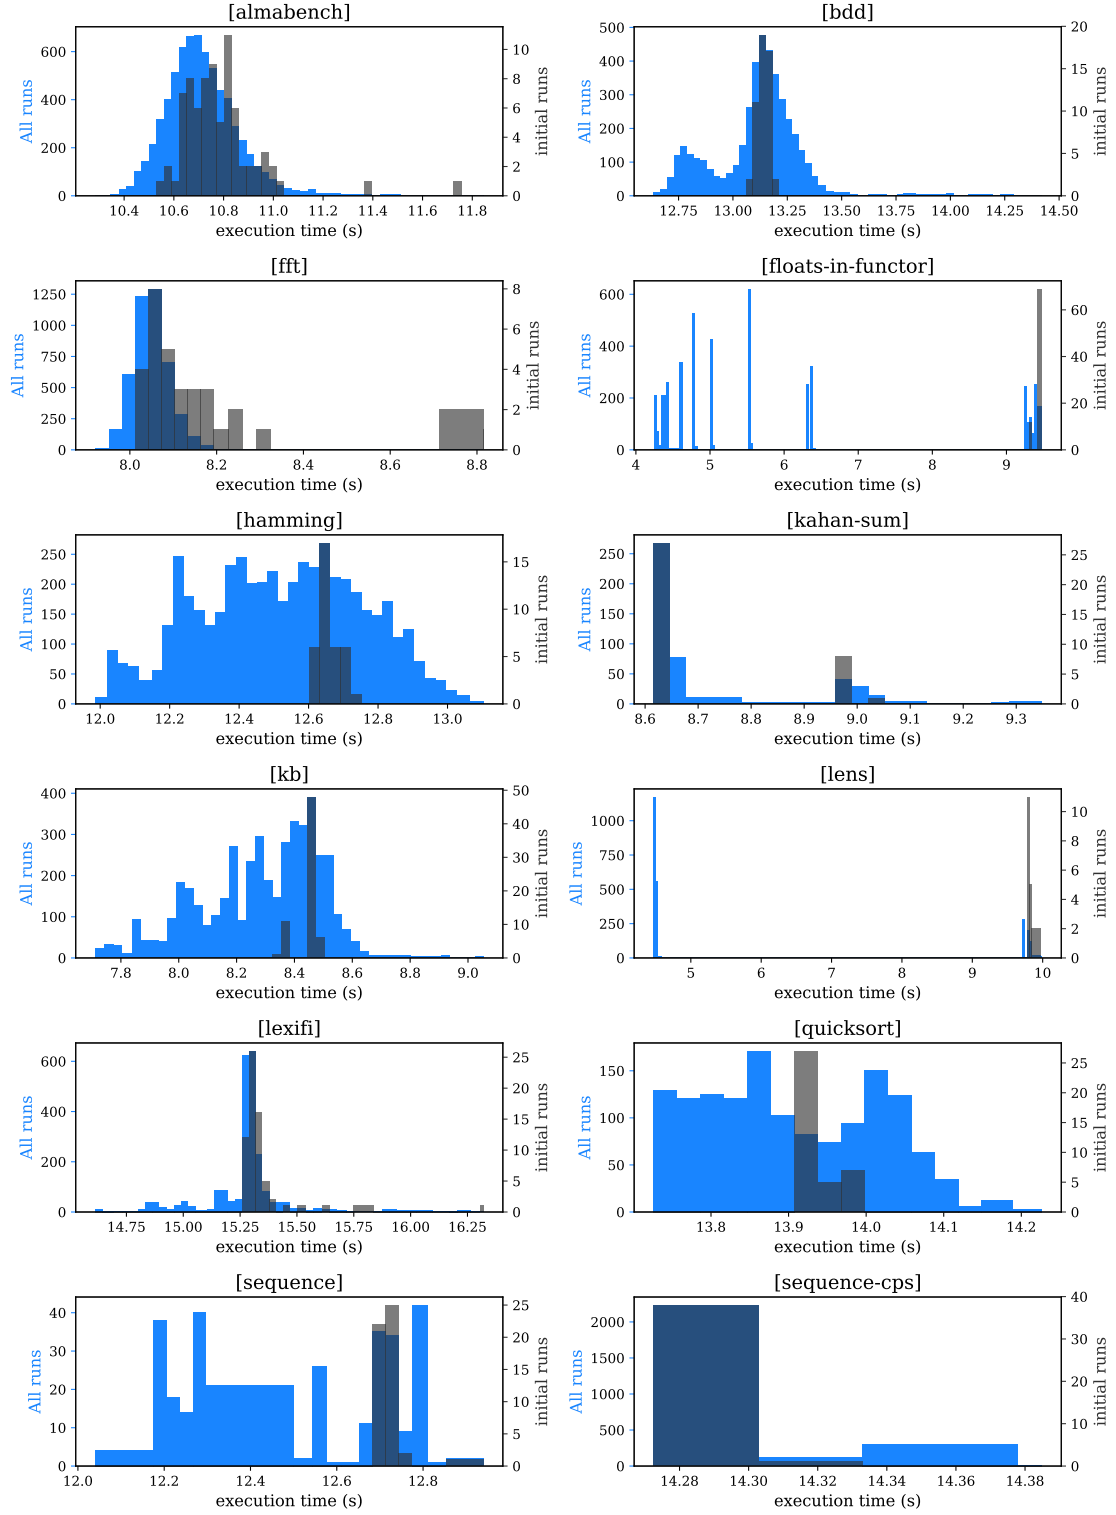 [almabench]
600
400
200
0
10
8
6
4
2
0
All runs
initial runs
10.4 10.6 10.8 11.0 11.2 11.4 11.6 11.8
execution time (s)
[bdd]
500
400
300
200
100
0
20
15
10
5
0
All runs
initial runs
12.75 13.00 13.25 13.50 13.75 14.00 14.25 14.50
execution time (s)
[fft]
1250
1000
750
500
250
0
8
6
4
2
0
All runs
initial runs
8.0 8.2 8.4 8.6 8.8
execution time (s)
[floats-in-functor]
600
400
200
0
60
40
20
0
All runs
initial runs
4 5 6 7 8 9
execution time (s)
[hamming]
250
200
150
100
50
0
15
10
5
0
All runs
initial runs
12.0 12.2 12.4 12.6 12.8 13.0
execution time (s)
[kahan-sum]
250
200
150
100
50
0
25
20
15
10
5
0
All runs
initial runs
8.6 8.7 8.8 8.9 9.0 9.1 9.2 9.3
execution time (s)
[kb]
400
300
200
100
0
50
40
30
20
10
0
All runs
initial runs
7.8 8.0 8.2 8.4 8.6 8.8 9.0
execution time (s)
[lens]
1000
750
500
250
0
10
8
6
4
2
0
All runs
initial runs
5 6 7 8 9 10
execution time (s)
[lexifi]
600
400
200
0
25
20
15
10
5
0
All runs
initial runs
14.75 15.00 15.25 15.50 15.75 16.00 16.25
execution time (s)
[quicksort]
150
100
50
0
25
20
15
10
5
0
All runs
initial runs
13.8 13.9 14.0 14.1 14.2
execution time (s)
[sequence]
40
30
20
10
0
25
20
15
10
5
0
All runs
initial runs
12.0 12.2 12.4 12.6 12.8
execution time (s)
[sequence-cps]
2000
1500
1000
500
0
40
30
20
10
0
All runs
initial runs
14.28 14.30 14.32 14.34 14.36 14.38
execution time (s)